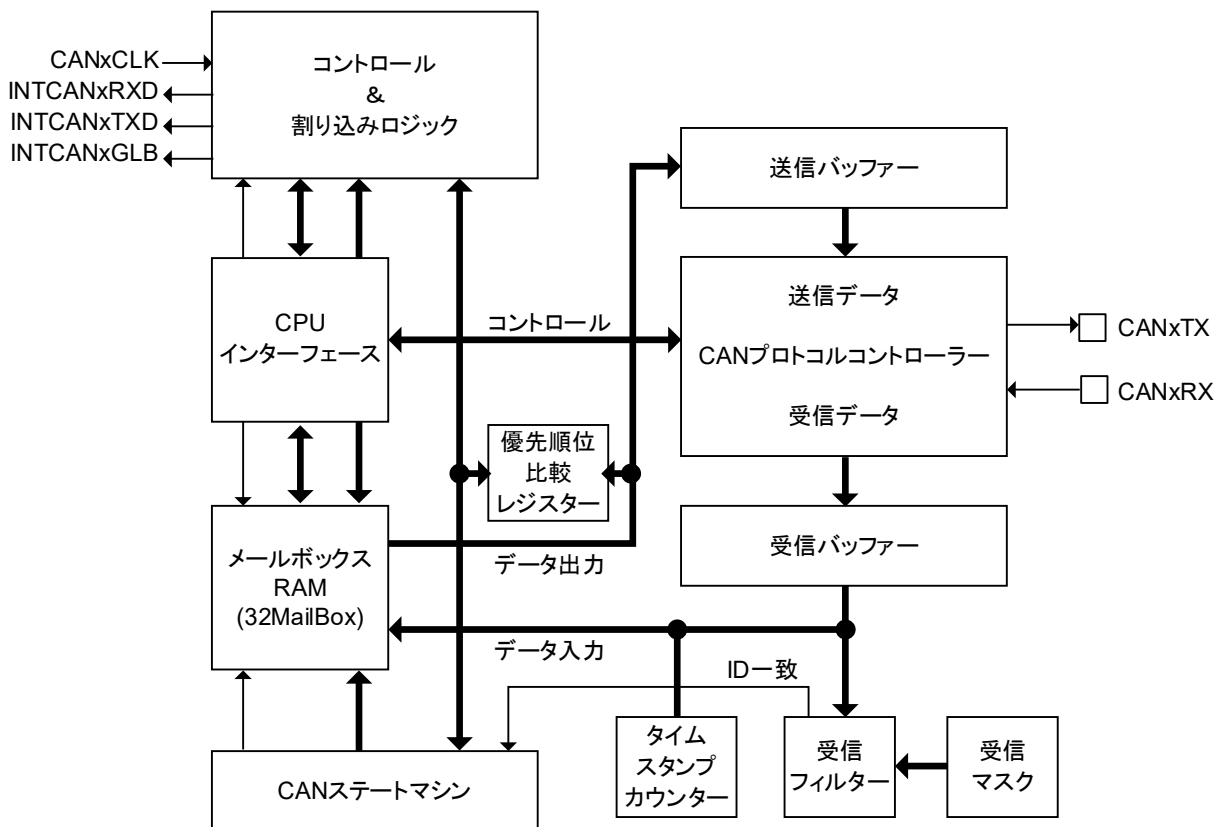 CANxCLK
INTCANxRXD
INTCANxTXD
INTCANxGLB
コントロール
&
割り込みロジック
送信バッファー
CPU
インターフェース
コントロール
送信データ
CANプロトコルコントローラー
受信データ
CANxTX
CANxRX
優先順位
比較
レジスター
メールボックス
RAM
(32MailBox)
データ出力
受信バッファー
データ入力
ID一致
CANステートマシン
タイム
スタンプ
カウンター
受信
フィルター
受信
マスク